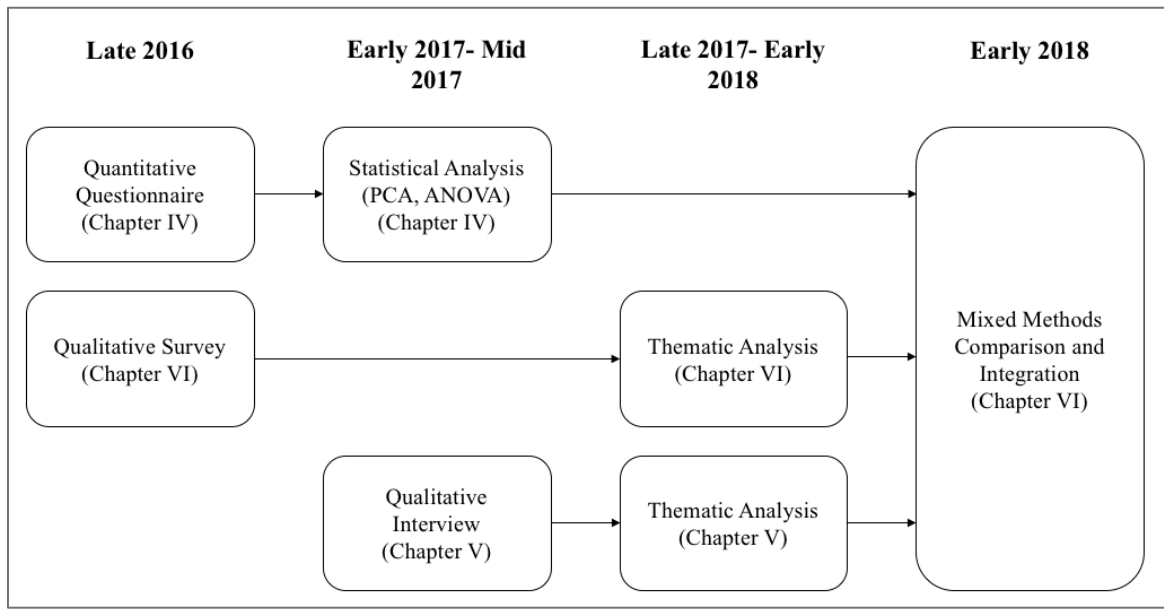 Late 2016
Early 2017- Mid
2017
Late 2017- Early
2018
Early 2018
Quantitative
Questionnaire
(Chapter IV)
Statistical Analysis
(PCA, ANOVA)
(Chapter IV)
Qualitative Survey
(Chapter VI)
Thematic Analysis
(Chapter VI)
Mixed Methods
Comparison and
Integration
(Chapter VI)
Qualitative
Interview
(Chapter V)
Thematic Analysis
(Chapter V)